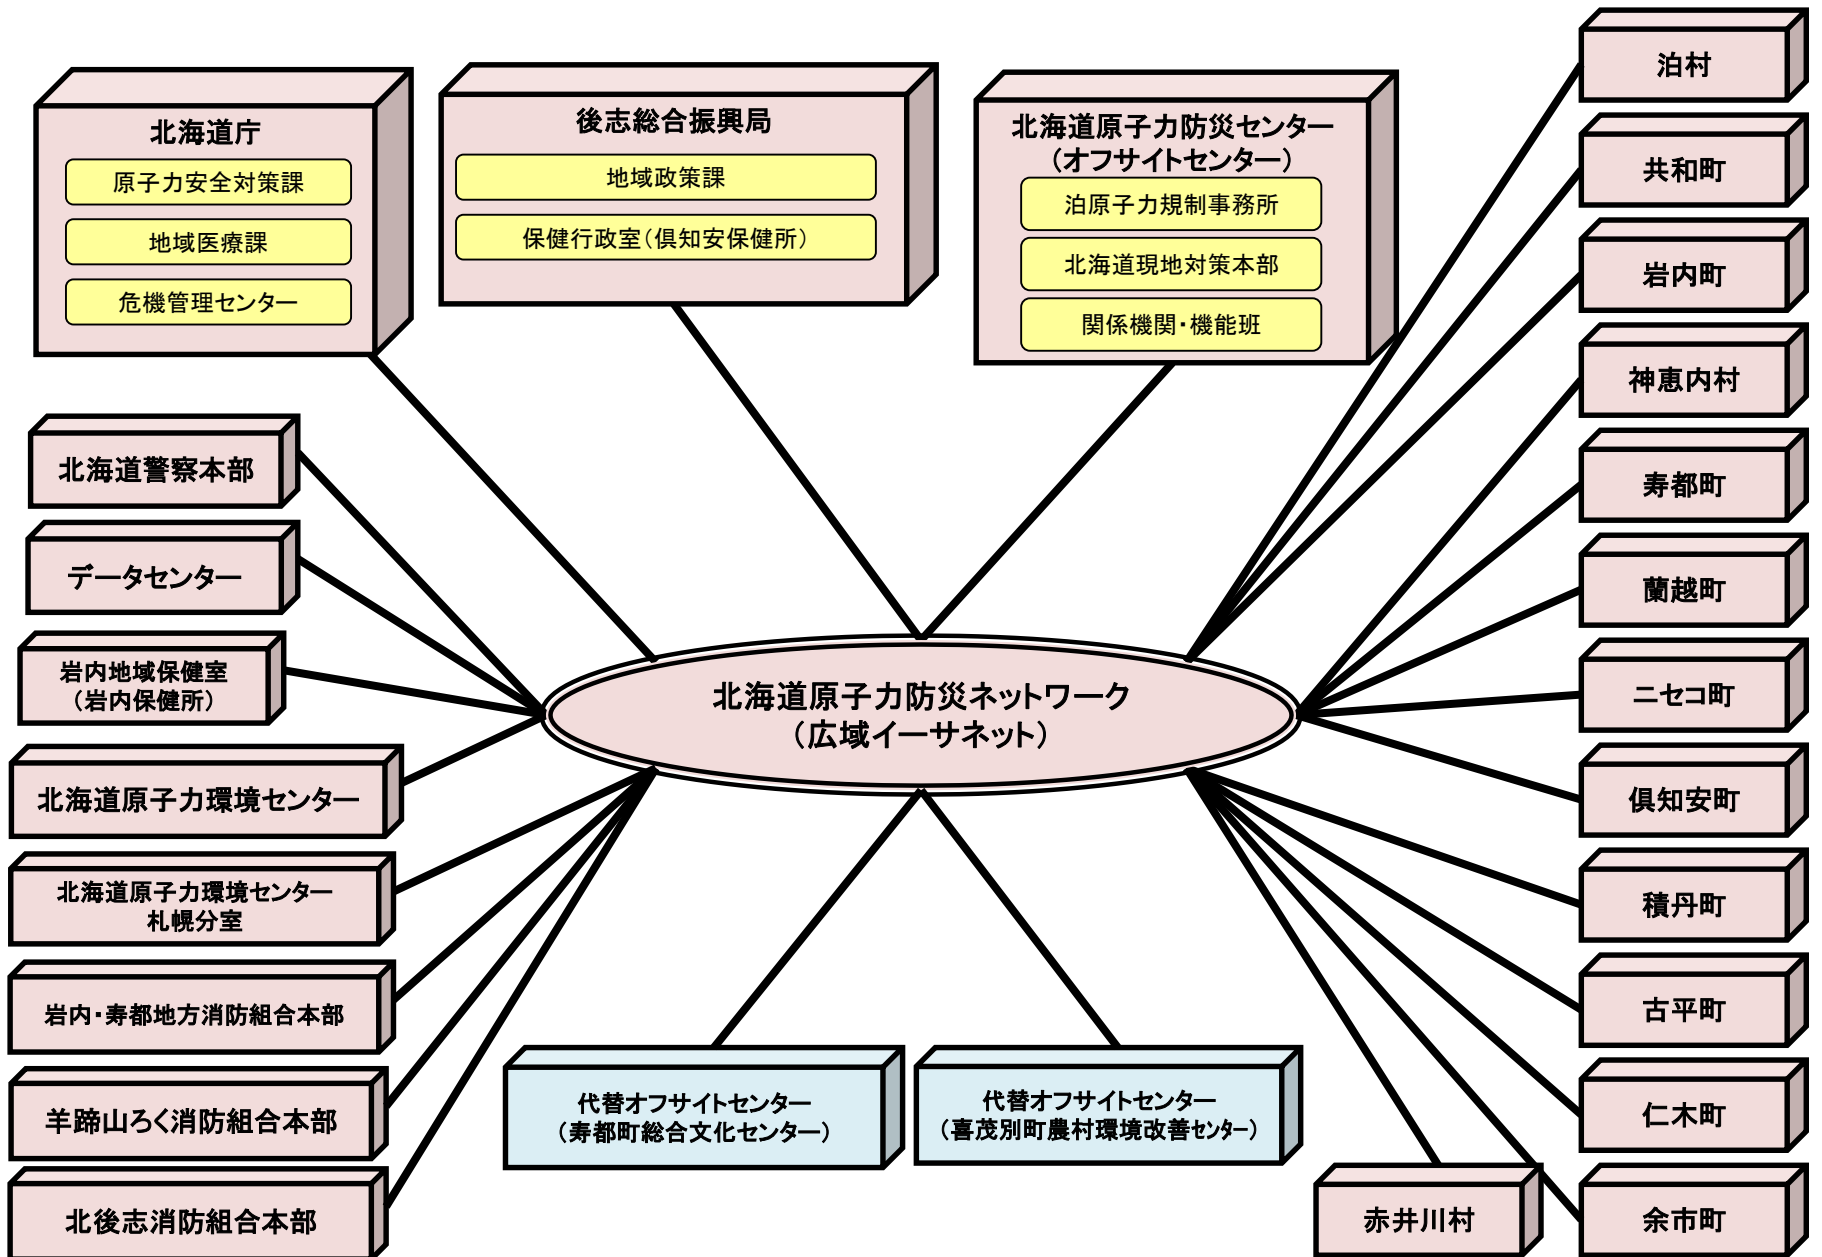 北海道庁
原子力安全対策課
地域医療課
危機管理センター
後志総合振興局
地域政策課
保健行政室（倶知安保健所）
北海道原子力防災センター
（オフサイトセンター）
泊原子力規制事務所
北海道現地対策本部
関係機関・機能班
北海道警察本部
データセンター
岩内地域保健室
（岩内保健所）
北海道原子力環境センター
北海道原子力環境センター
札幌分室
岩内・寿都地方消防組合本部
羊蹄山ろく消防組合本部
北後志消防組合本部
北海道原子力防災ネットワーク
（広域イーサネット）
代替オフサイトセンター
（寿都町総合文化センター）
代替オフサイトセンター
（喜茂別町農村環境改善センター）
泊村
共和町
岩内町
神恵内村
寿都町
蘭越町
ニセコ町
倶知安町
積丹町
古平町
仁木町
余市町
赤井川村